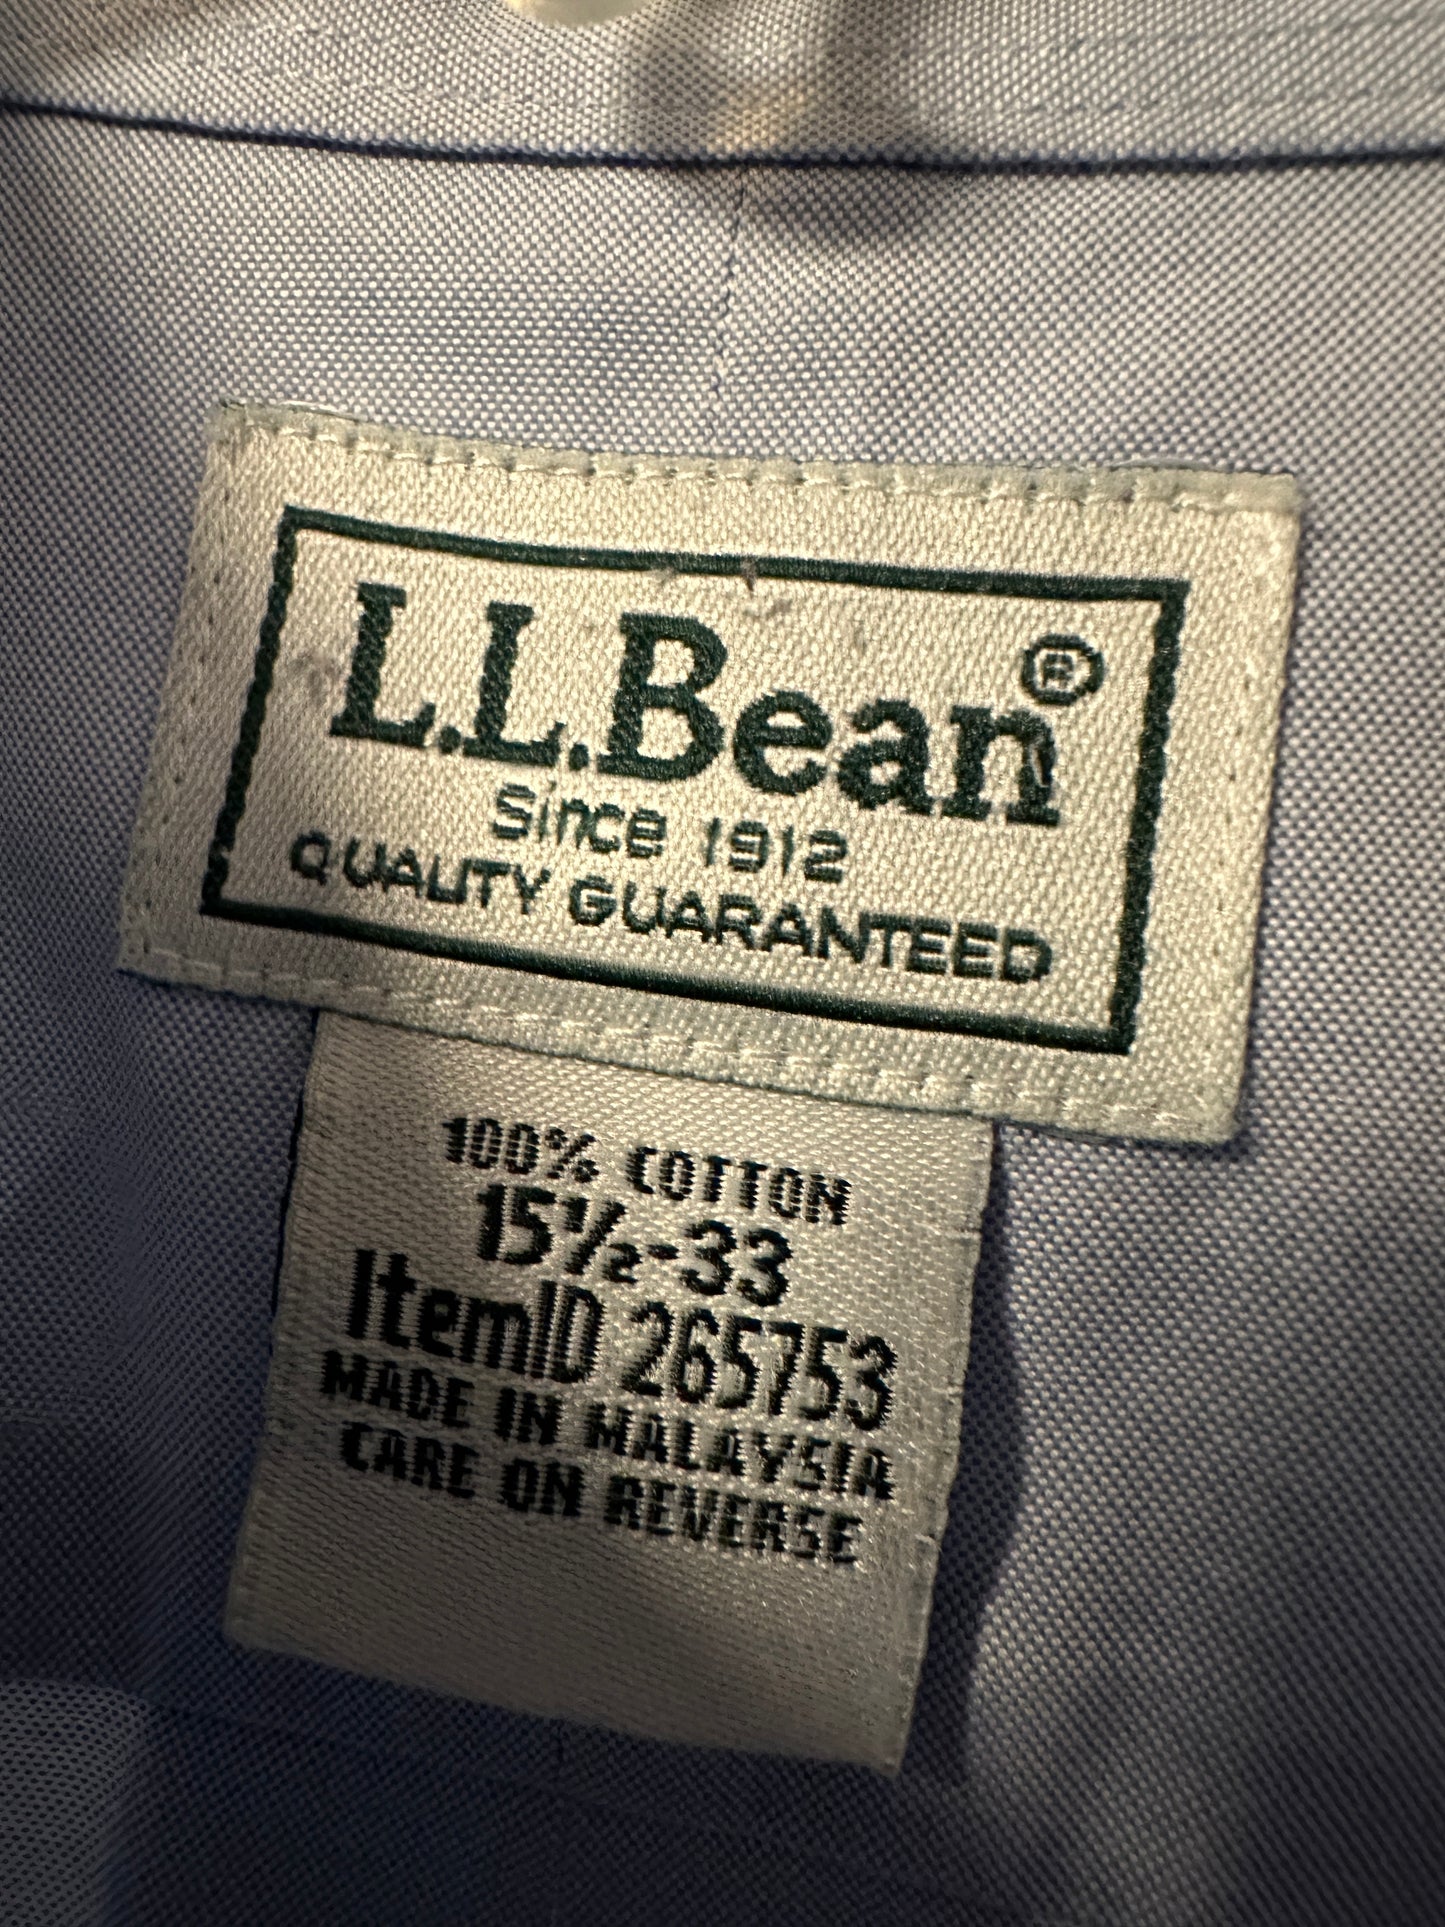 L.L.Bean®
Since 1912
QUALITY GUARANTEED
100% COTTON
15½-33
ItemID 265753
MADE IN MALAYSIA
CARE ON REVERSE